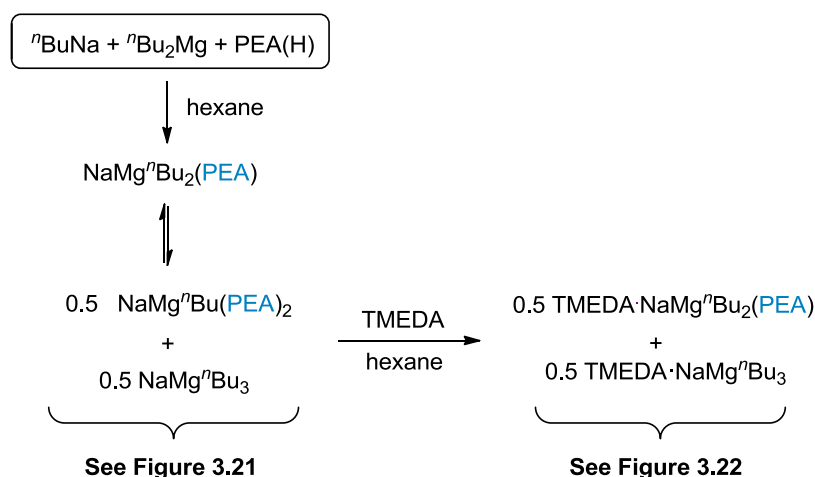 ⁿBuNa + ⁿBu₂Mg + PEA(H)
hexane
NaMgⁿBu₂(PEA)
0.5 NaMgⁿBu(PEA)₂
+
0.5 NaMgⁿBu₃
TMEDA
hexane
0.5 TMEDA·NaMgⁿBu₂(PEA)
+
0.5 TMEDA·NaMgⁿBu₃
See Figure 3.21
See Figure 3.22